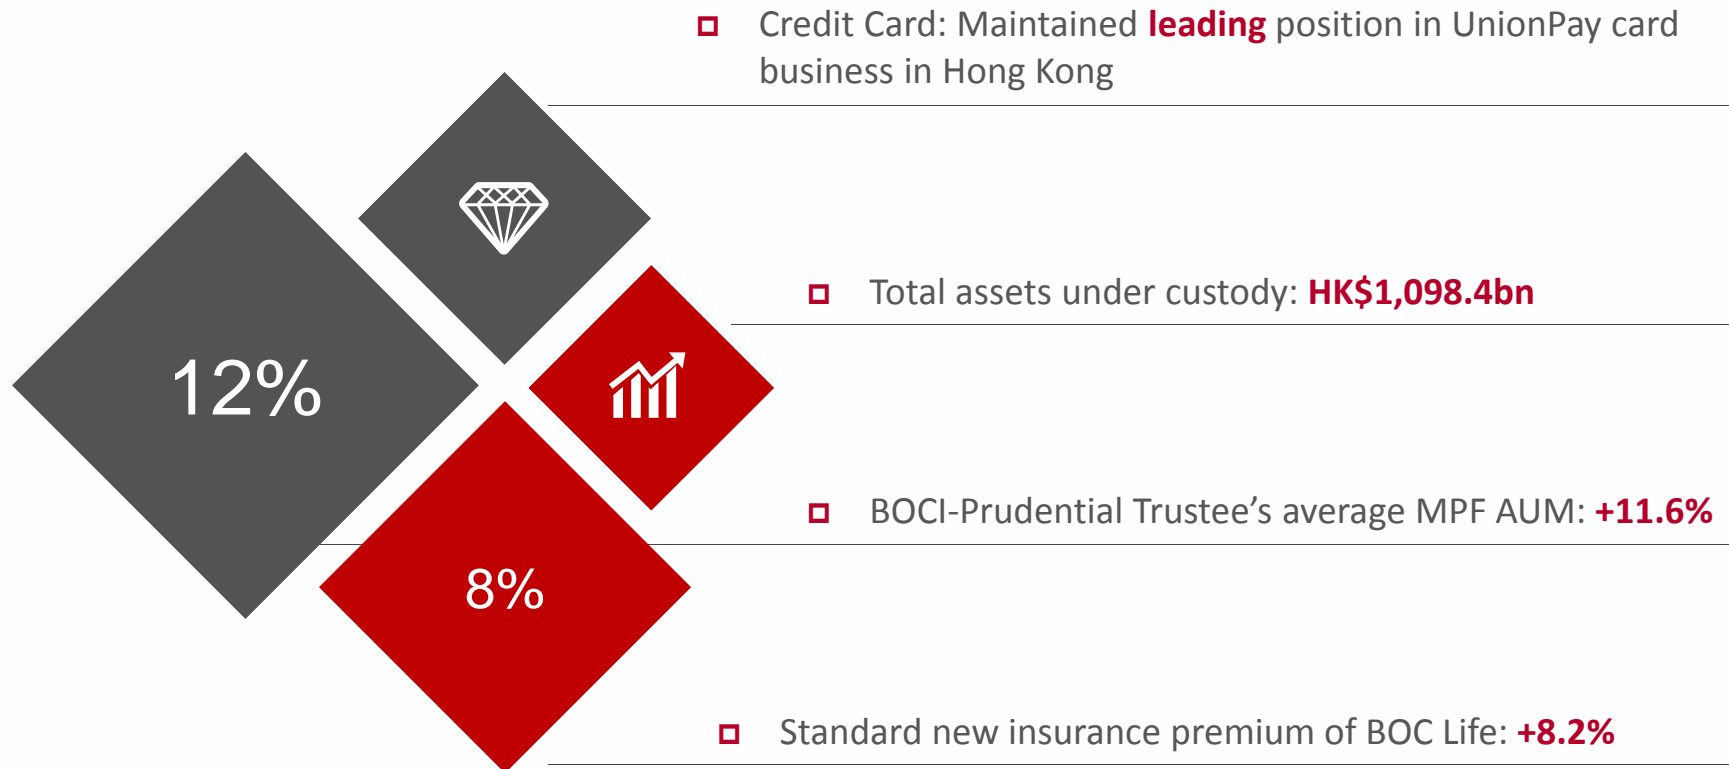 Credit Card: Maintained leading position in UnionPay card
business in Hong Kong
Total assets under custody: HK$1,098.4bn
12%
BOCI-Prudential Trustee’s average MPF AUM: +11.6%
8%
Standard new insurance premium of BOC Life: +8.2%